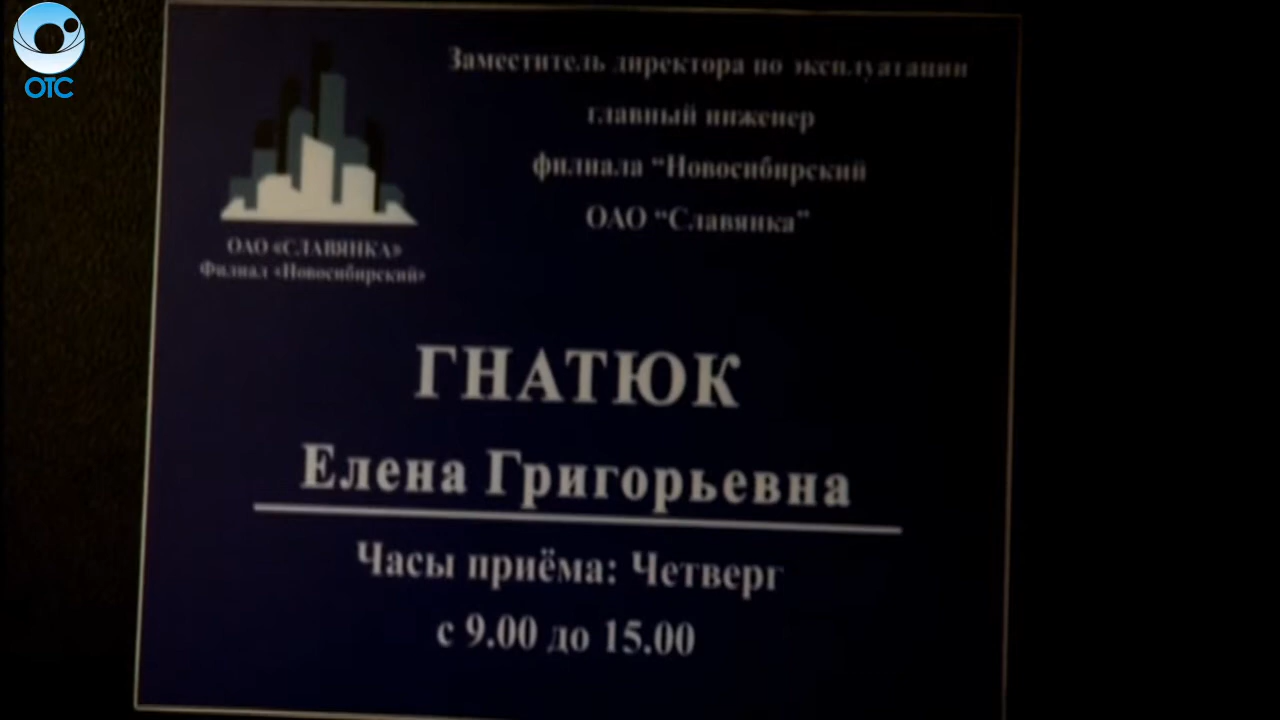 ОТС
Заместитель директора по эксплуатации
главный инженер
филиала “Новосибирский
ОАО “Славянка”
ОАО «СЛАВЯНКА»
Филиал «Новосибирский»
ГНАТЮК
Елена Григорьевна
Часы приёма: Четверг
с 9.00 до 15.00